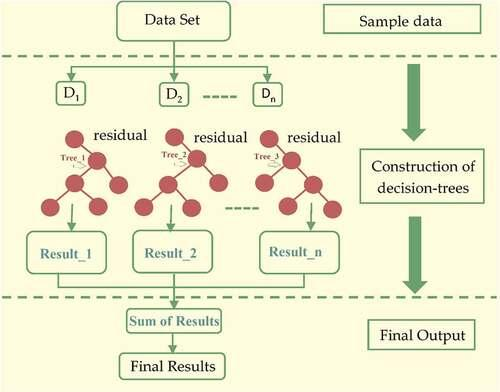 Data Set
Sample data
D1
D2
Dn
residual
residual
residual
Tree_1
Tree_2
Tree_3
Construction of
decision-trees
Result_1
Result_2
Result_n
Sum of Results
Final Output
Final Results